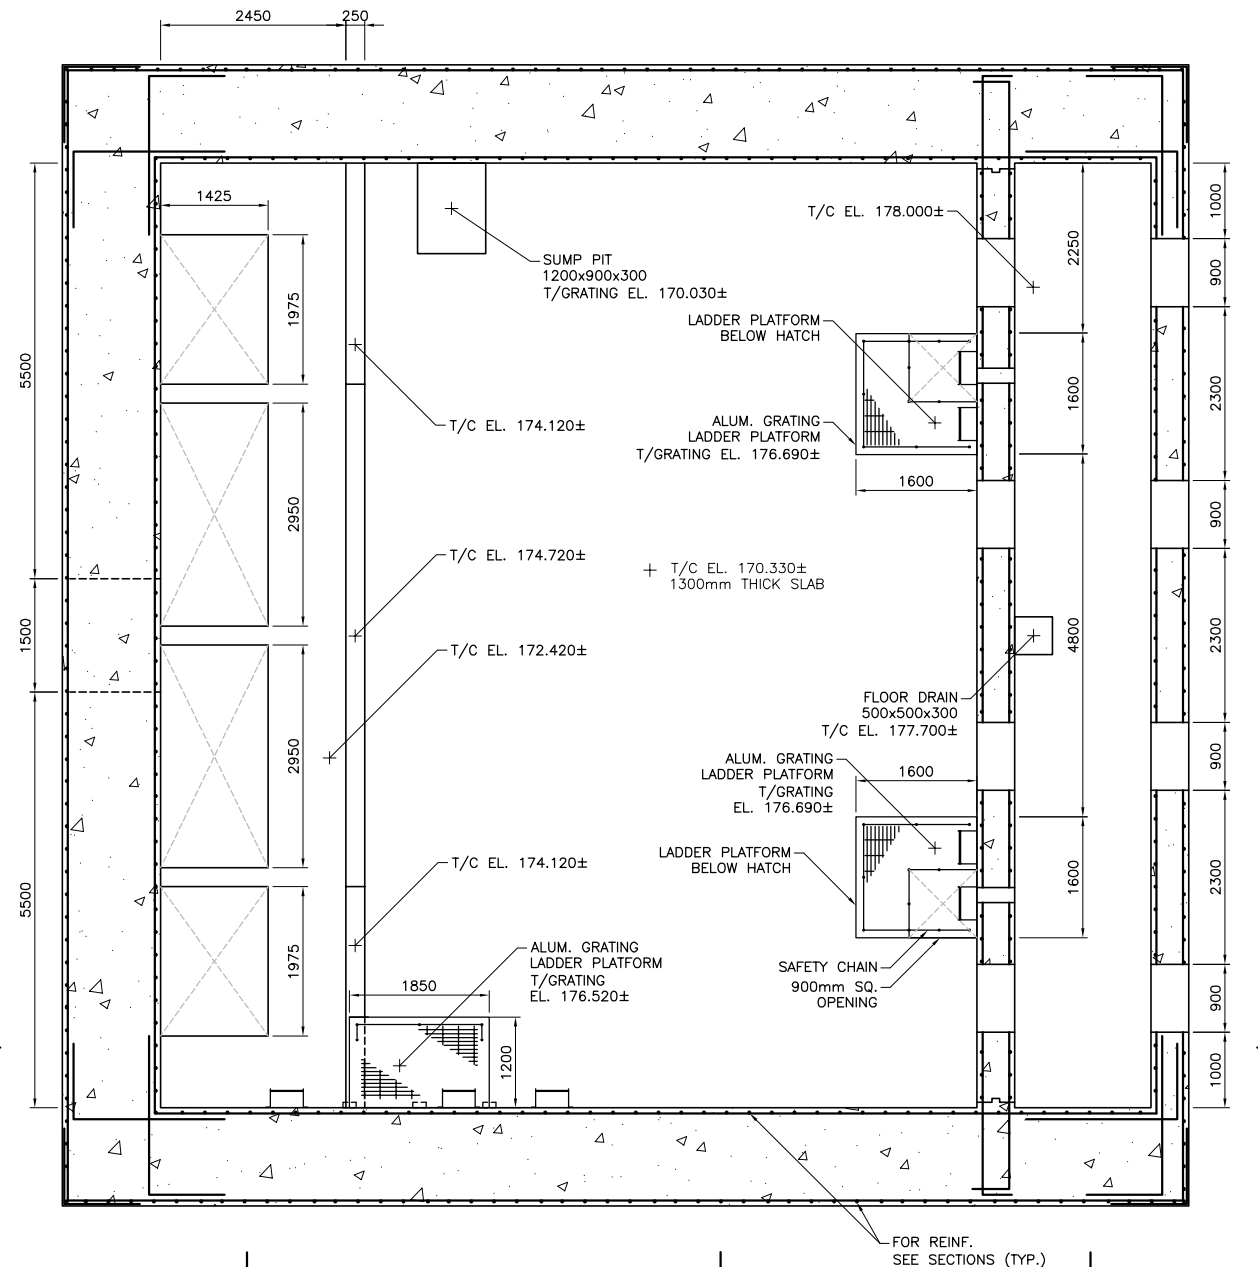 2450
250
1425
T/C EL. 178.000±
1000
2250
900
SUMP PIT
1200x900x300
T/GRATING EL. 170.030±
1975
LADDER PLATFORM
BELOW HATCH
5500
1600
2300
T/C EL. 174.120±
ALUM. GRATING
LADDER PLATFORM
T/GRATING EL. 176.690±
1600
2950
900
T/C EL. 174.720±
T/C EL. 170.330±
1300mm THICK SLAB
1500
T/C EL. 172.420±
4800
2300
FLOOR DRAIN
500x500x300
T/C EL. 177.700±
2950
ALUM. GRATING
LADDER PLATFORM
T/GRATING
EL. 176.690±
1600
900
T/C EL. 174.120±
LADDER PLATFORM
BELOW HATCH
1600
2300
5500
1975
ALUM. GRATING
LADDER PLATFORM
T/GRATING
EL. 176.520±
SAFETY CHAIN
900mm SQ.
OPENING
1850
900
1200
1000
FOR REINF.
SEE SECTIONS (TYP.)